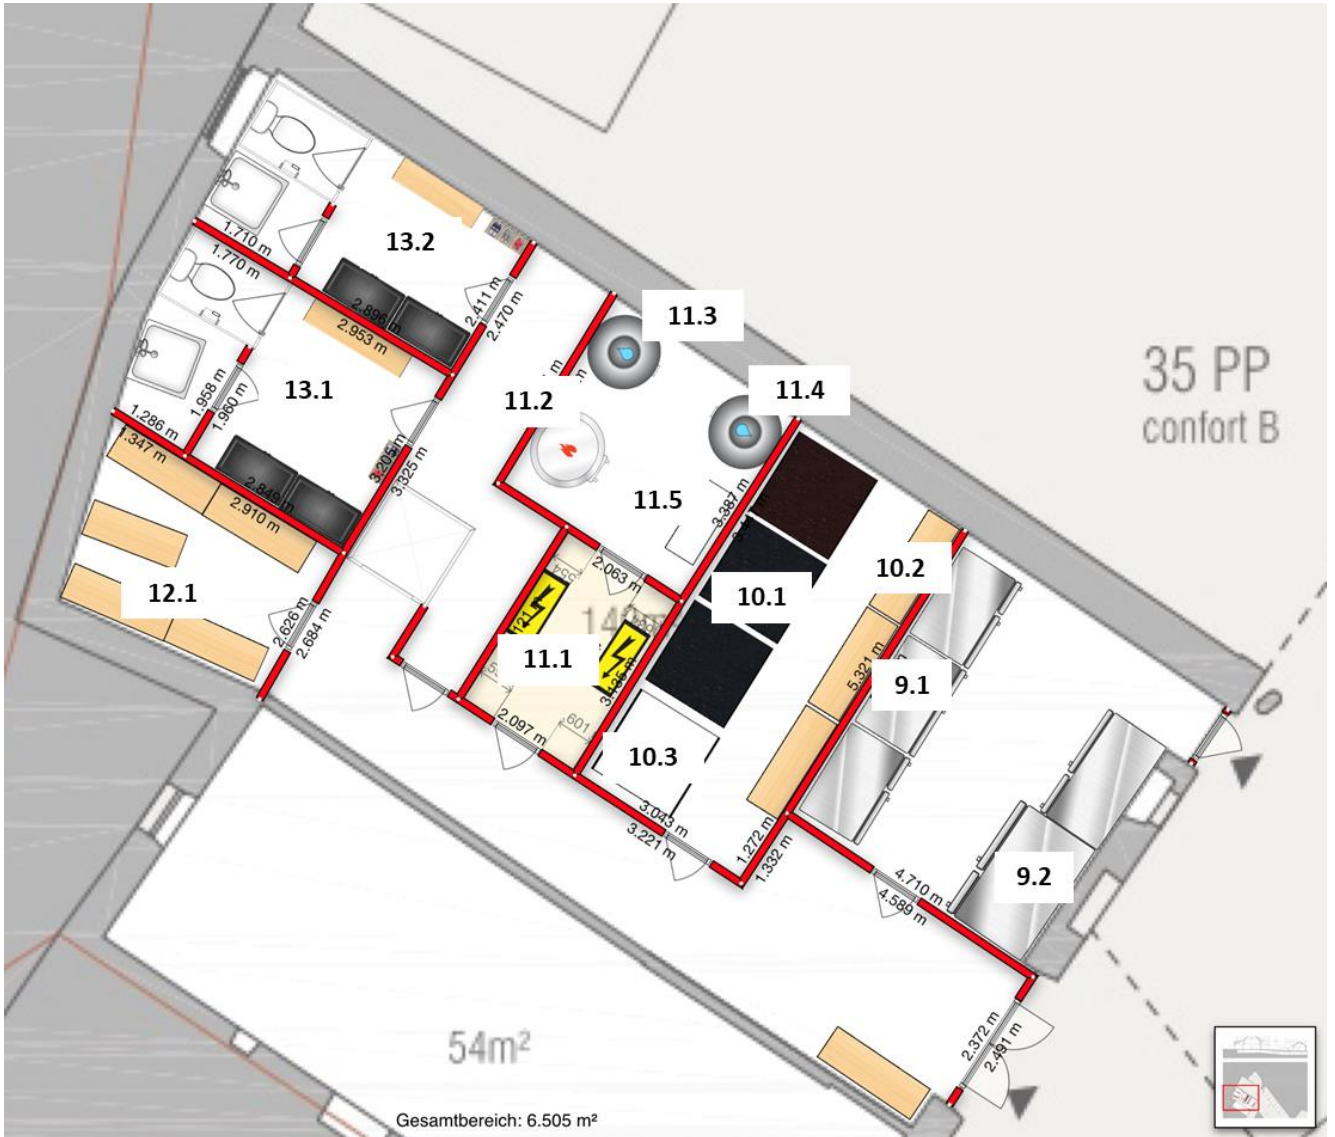 13.2
1.710 m
1.770 m
2.411 m
2.470 m
2.896 m
2.953 m
11.3
35 PP
confort B
11.4
13.1
11.2
1.958 m
1.960 m
1.286 m
1.347 m
3.205 m
3.325 m
2.849 m
2.910 m
11.5
3.387 m
12.1
2.063 m
10.1
10.2
2.626 m
2.684 m
11.1
3.135 m
5.321 m
9.1
2.097 m
601
10.3
3.043 m
3.221 m
1.272 m
1.332 m
4.710 m
4.589 m
9.2
2.372 m
2.491 m
54m²
Gesamtbereich: 6.505 m²